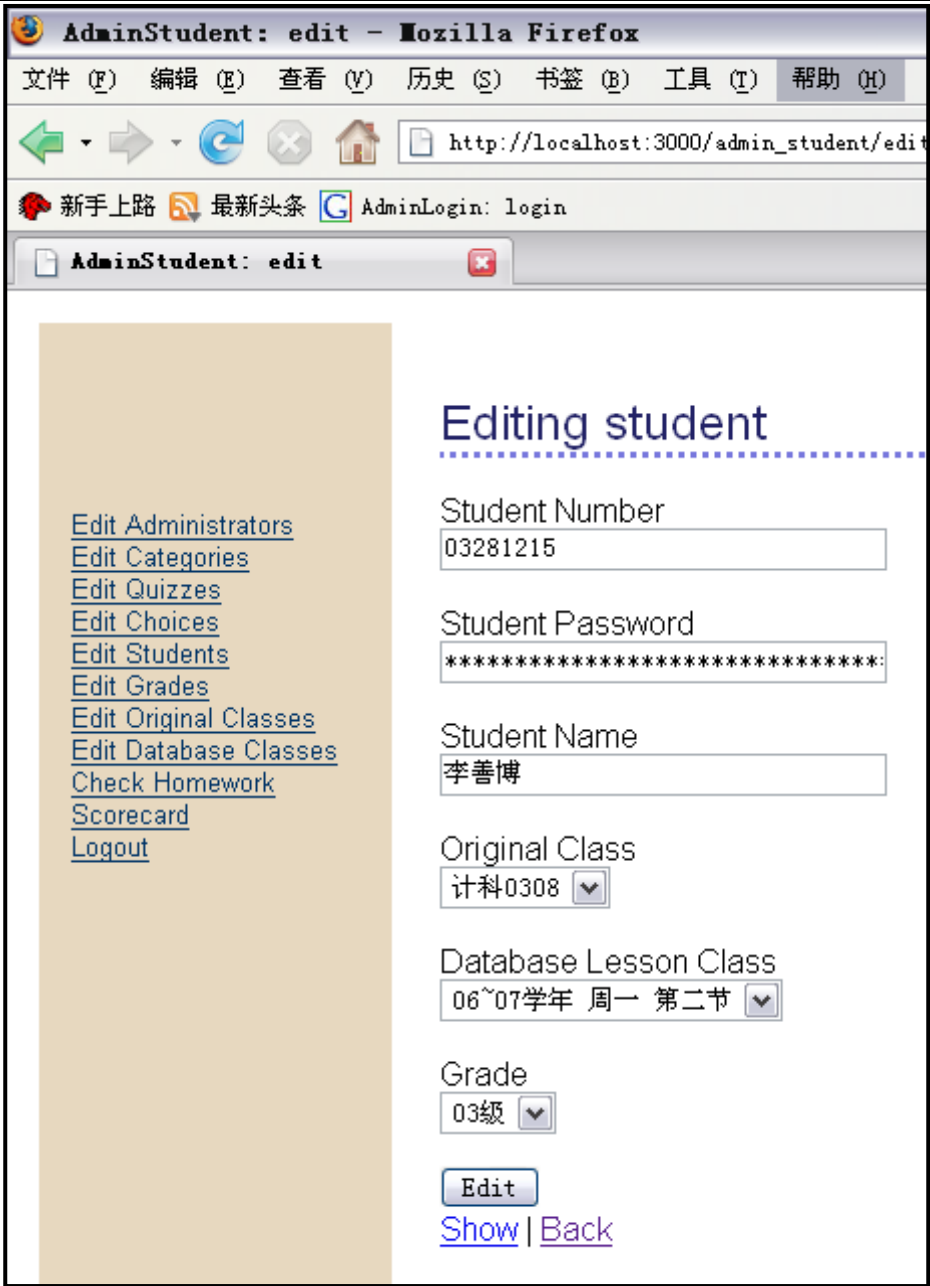 AdminStudent: edit - Mozilla Firefox
文件 (F) 编辑 (E) 查看 (V) 历史 (S) 书签 (B) 工具 (T) 帮助 (H)
http://localhost:3000/admin_student/edit
新手上路 最新头条 G AdminLogin: login
AdminStudent: edit
Editing student
Edit Administrators
Edit Categories
Edit Quizzes
Edit Choices
Edit Students
Edit Grades
Edit Original Classes
Edit Database Classes
Check Homework
Scorecard
Logout
Student Number
03281215
Student Password
*******************************
Student Name
李善博
Original Class
计科0308
Database Lesson Class
06~07学年 周一 第二节
Grade
03级
Edit
Show | Back